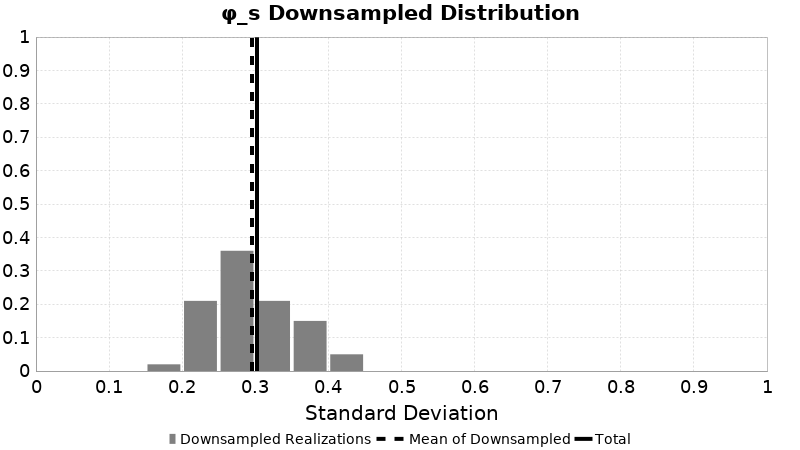 φ_s Downsampled Distribution
1
0.9
0.8
0.7
0.6
0.5
0.4
0.3
0.2
0.1
0
0 0.1 0.2 0.3 0.4 0.5 0.6 0.7 0.8 0.9 1
Standard Deviation
Downsampled Realizations Mean of Downsampled Total